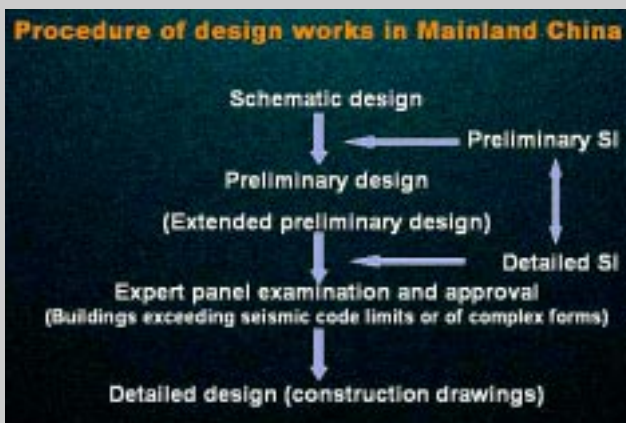 Procedure of design works in Mainland China
Schematic design
Preliminary SI
Preliminary design
(Extended preliminary design)
Detailed SI
Expert panel examination and approval
(Buildings exceeding seismic code limits or of complex forms)
Detailed design (construction drawings)